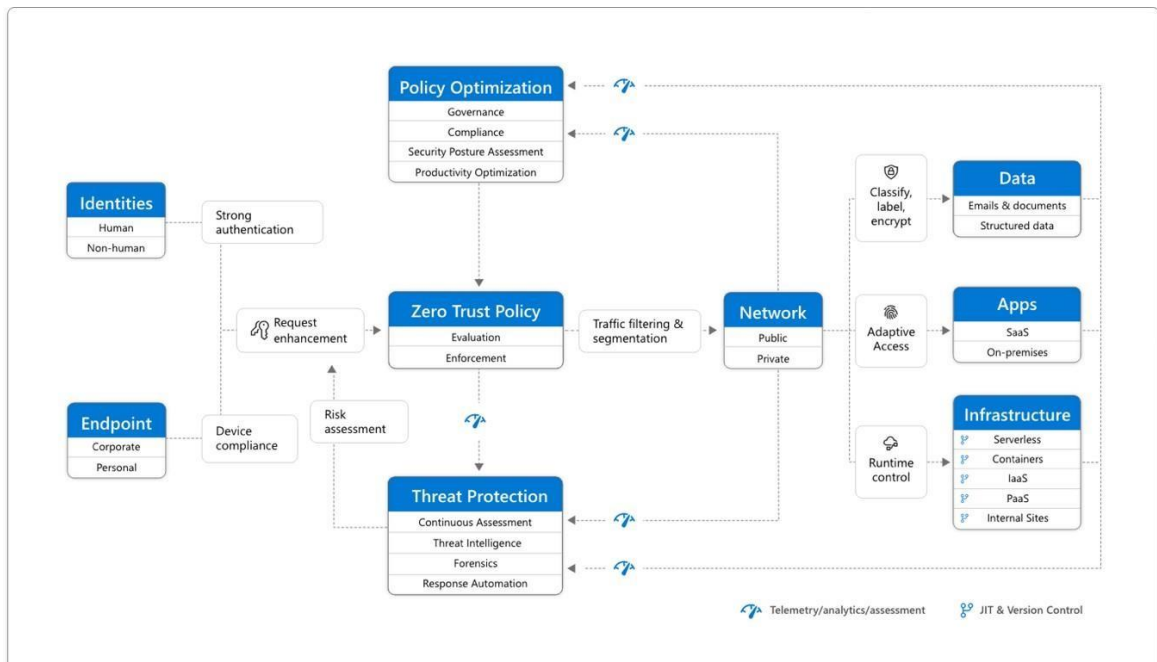 Policy Optimization
Governance
Compliance
Security Posture Assessment
Productivity Optimization
Identities
Human
Non-human
Strong
authentication
Classify,
label,
encrypt
Data
Emails & documents
Structured data
Request
enhancement
Zero Trust Policy
Evaluation
Enforcement
Traffic filtering &
segmentation
Network
Public
Private
Adaptive
Access
Apps
SaaS
On-premises
Endpoint
Corporate
Personal
Device
compliance
Risk
assessment
Runtime
control
Infrastructure
Serverless
Containers
IaaS
PaaS
Internal Sites
Threat Protection
Continuous Assessment
Threat Intelligence
Forensics
Response Automation
Telemetry/analytics/assessment
JIT & Version Control